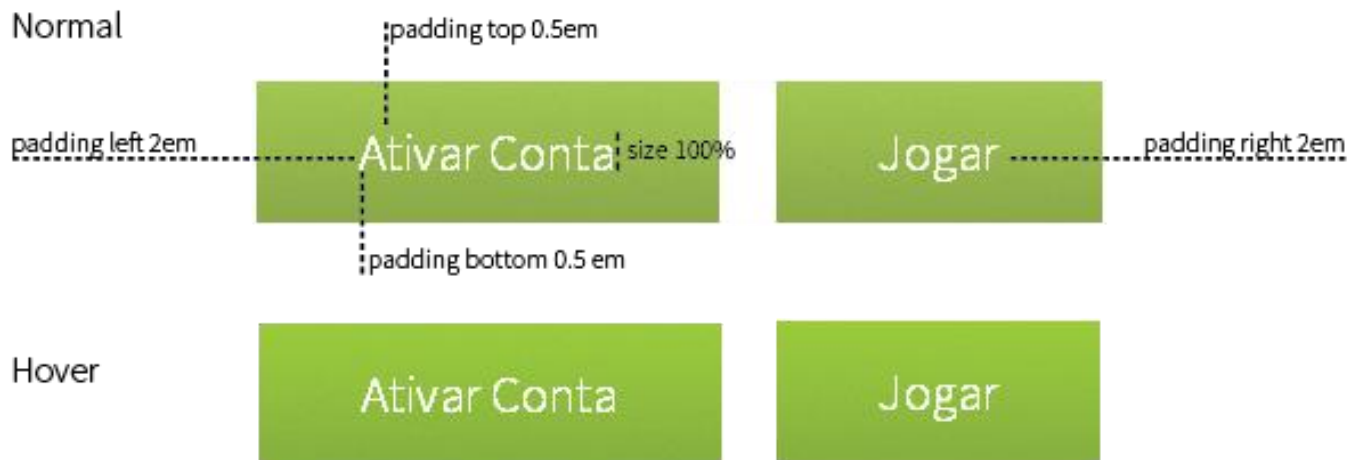 Normal
padding top 0.5em
padding left 2em
Ativar Conta
size 100%
Jogar
padding right 2em
padding bottom 0.5 em
Hover
Ativar Conta
Jogar